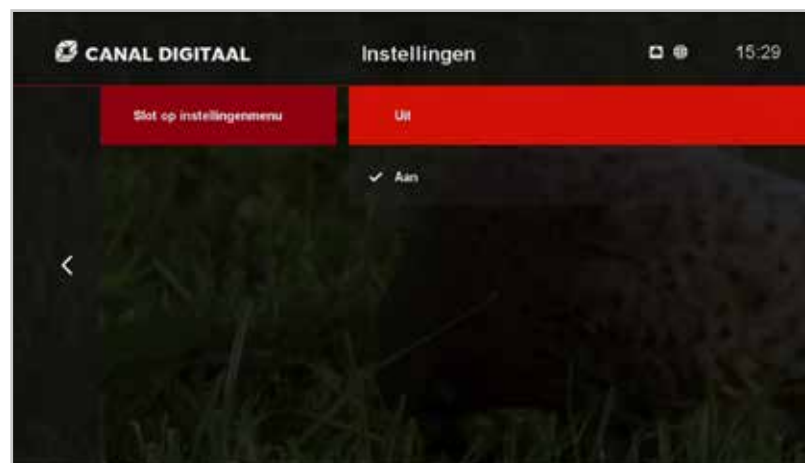 CANAL DIGITAAL
Instellingen
15:29
Slot op instellingenmenu
Uit
Aan